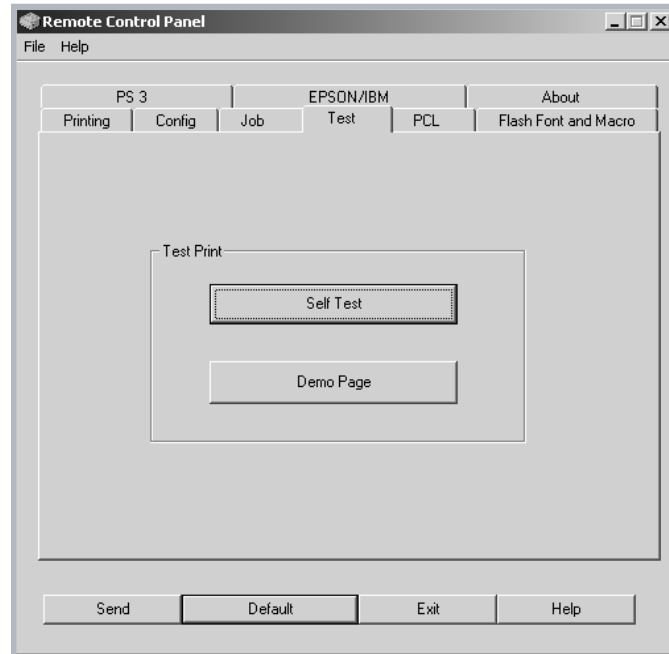 Remote Control Panel
File Help
PS 3 EPSON/IBM About
Printing Config Job Test PCL Flash Font and Macro
Test Print
Self Test
Demo Page
Send Default Exit Help